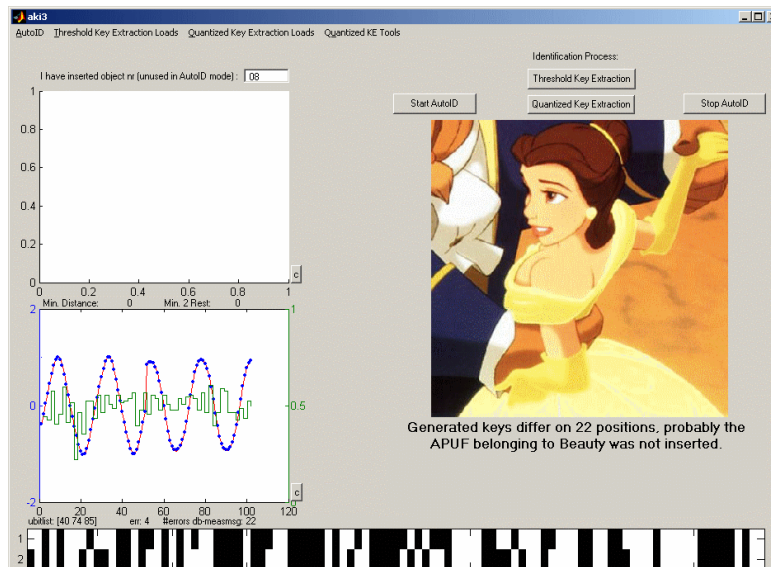 aki3
AutoID Threshold Key Extraction Loads Quantized Key Extraction Loads Quantized KE Tools
Identification Process:
I have inserted object nr (unused in AutoID mode) : 08
Threshold Key Extraction
Start AutoID Quantized Key Extraction Stop AutoID
1
0.8
0.6
0.4
0.2
0
c
0 0.2 0.4 0.6 0.8 1
Min. Distance: 0 Min. 2 Rest: 0
2 1
0 0.5
-2 0
c
0 20 40 60 80 100 120
ubitlist: [40 74 85] err: 4 #errors db-measmsg: 22
Generated keys differ on 22 positions, probably the
APUF belonging to Beauty was not inserted.
1
2